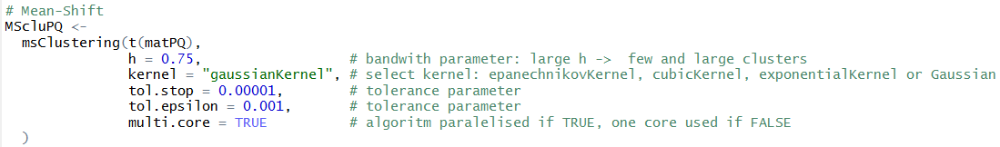 # Mean-Shift
MScluPQ <-
  msClustering(t(matPQ),
               h = 0.75,                  # bandwith parameter: large h ->  few and large clusters
               kernel = "gaussianKernel", # select kernel: epanechnikovKernel, cubicKernel, exponentialKernel or Gaussian
               tol.stop = 0.00001,        # tolerance parameter
               tol.epsilon = 0.001,       # tolerance parameter
               multi.core = TRUE          # algoritm paralelised if TRUE, one core used if FALSE
  )